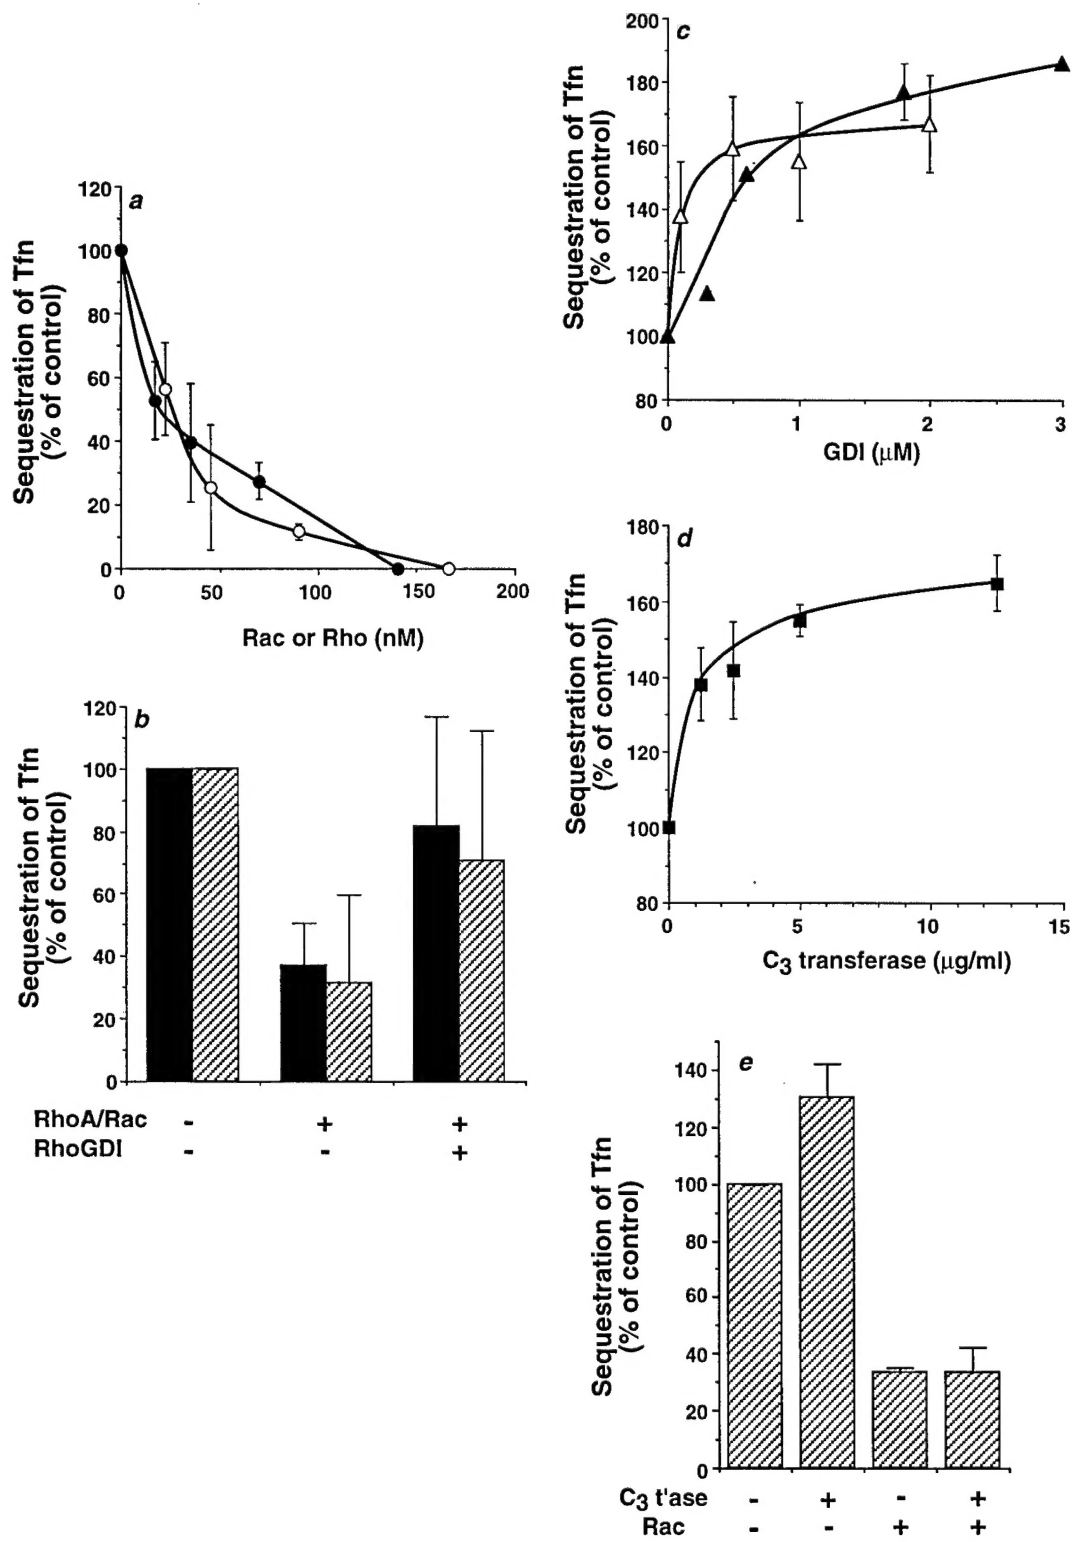 a
120
100
80
60
40
20
0
Sequestration of Tfn
(% of control)
0 50 100 150 200
Rac or Rho (nM)
b
120
100
80
60
40
20
0
Sequestration of Tfn
(% of control)
RhoA/Rac - + +
RhoGDI - - +
c
200
180
160
140
120
100
80
Sequestration of Tfn
(% of control)
0 1 2 3
GDI (μM)
d
180
160
140
120
100
80
Sequestration of Tfn
(% of control)
0 5 10 15
C3 transferase (μg/ml)
e
140
120
100
80
60
40
20
0
Sequestration of Tfn
(% of control)
C3 t'ase - + - +
Rac - - + +